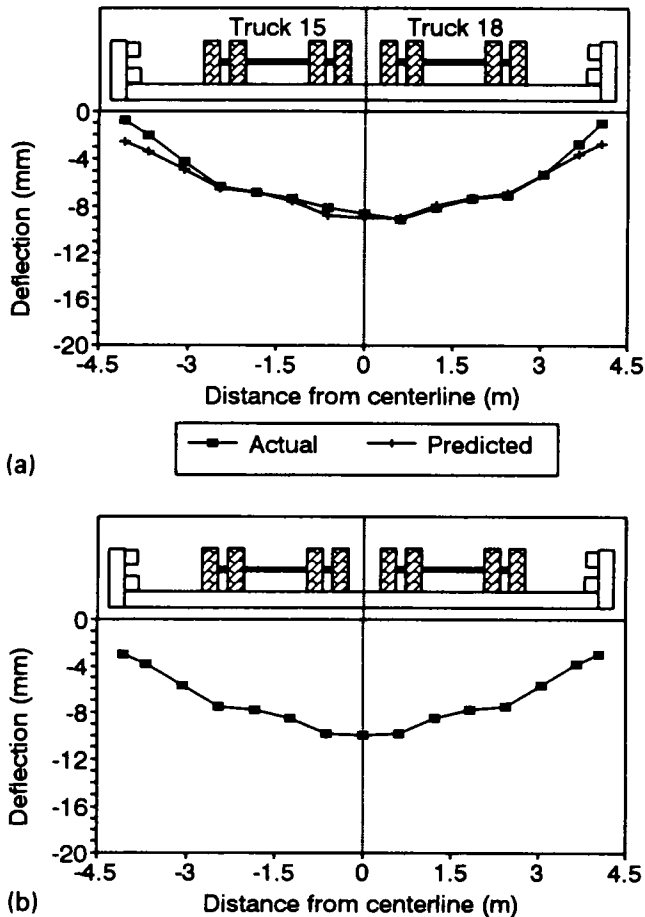 Truck 15 Truck 18
0
-4
-8
-12
-16
-20
Deflection (mm)
-4.5 -3 -1.5 0 1.5 3 4.5
Distance from centerline (m)
Actual Predicted
(a)
0
-4
-8
-12
-16
-20
Deflection (mm)
-4.5 -3 -1.5 0 1.5 3 4.5
(b) Distance from centerline (m)